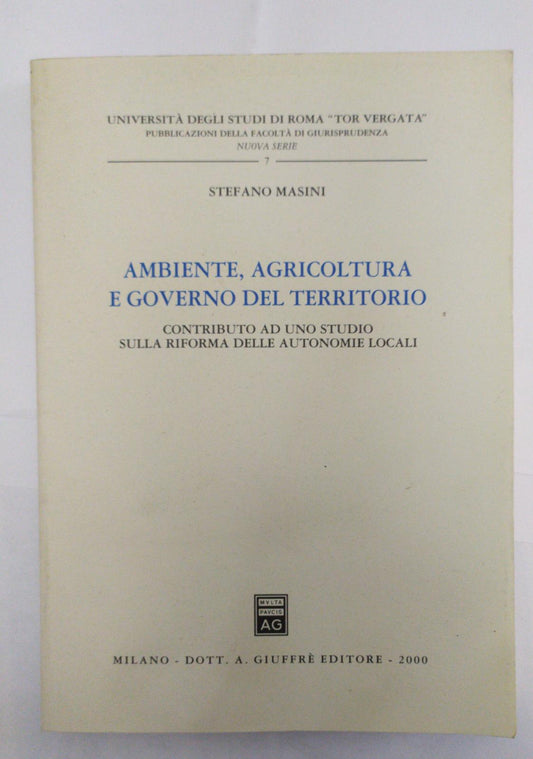 UNIVERSITÀ DEGLI STUDI DI ROMA "TOR VERGATA"
PUBBLICAZIONI DELLA FACOLTÀ DI GIURISPRUDENZA
NUOVA SERIE
7
STEFANO MASINI
AMBIENTE, AGRICOLTURA
E GOVERNO DEL TERRITORIO
CONTRIBUTO AD UNO STUDIO
SULLA RIFORMA DELLE AUTONOMIE LOCALI
MVLTA
PAVCIS
AG
MILANO - DOTT. A. GIUFFRÈ EDITORE - 2000